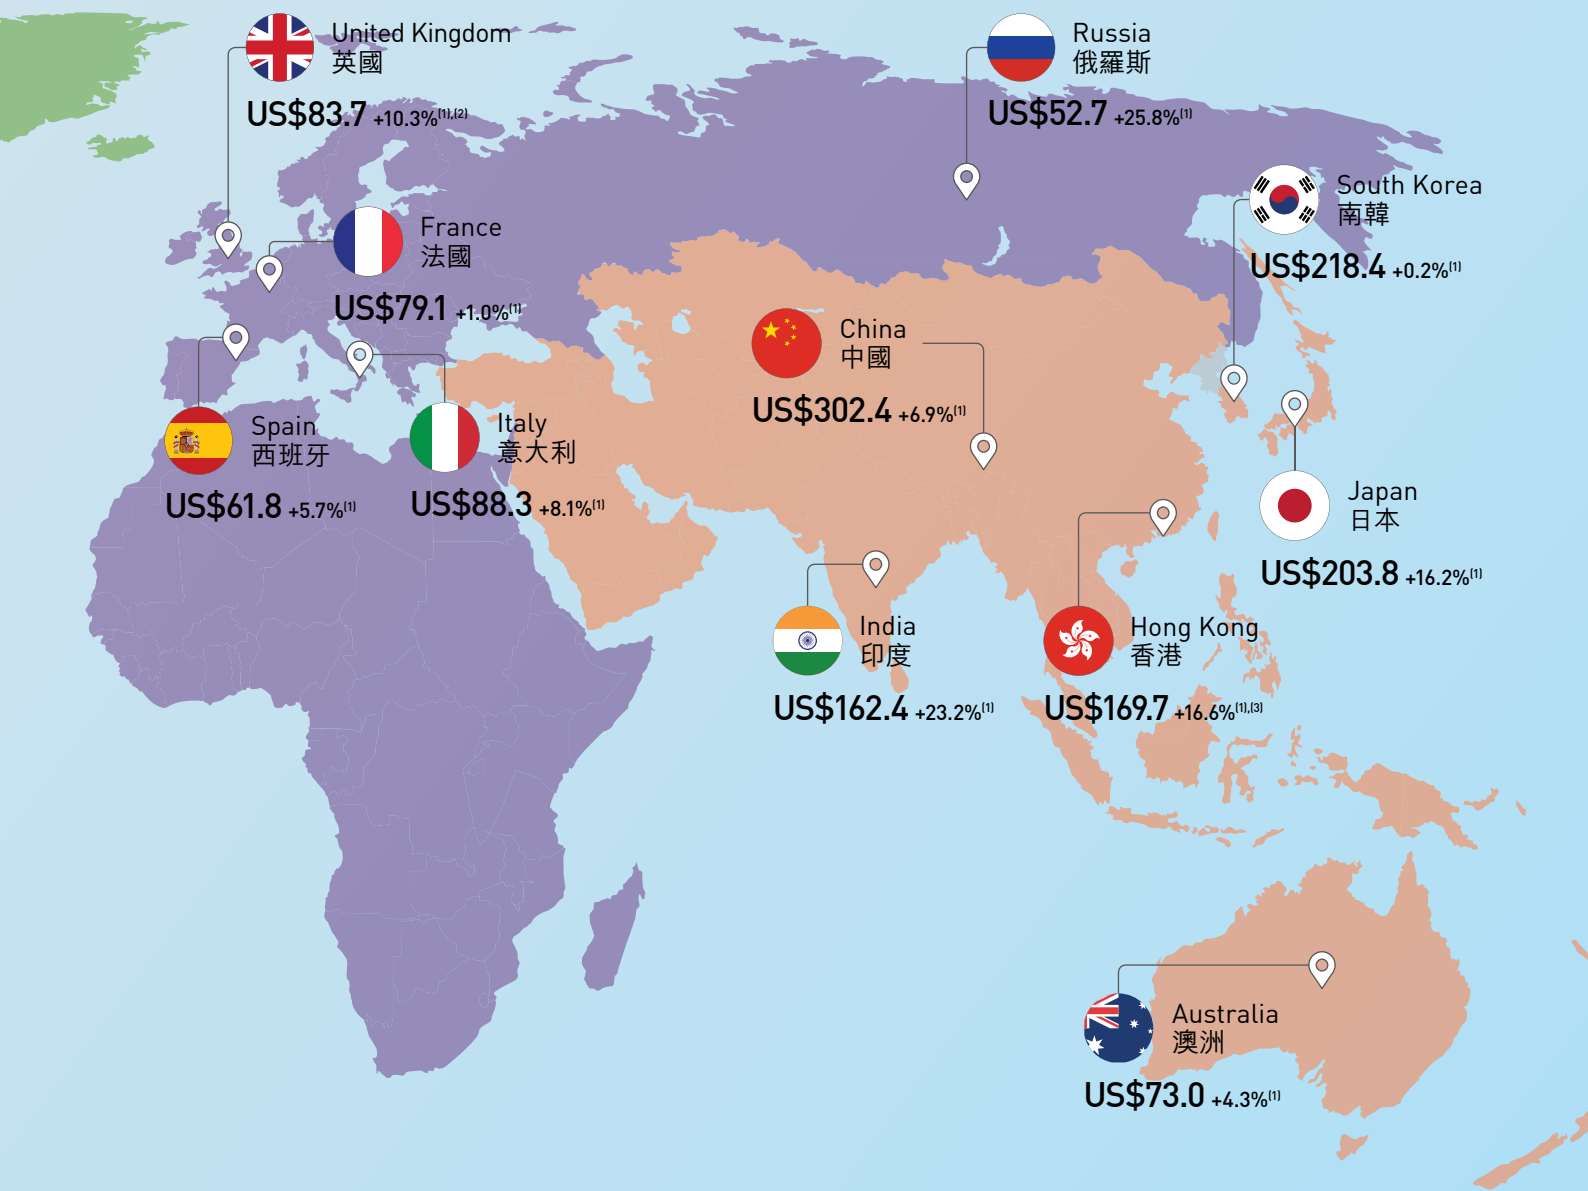 United Kingdom
英國
US$83.7 +10.3%(1),(2)
Russia
俄羅斯
US$52.7 +25.8%(1)
South Korea
南韓
US$218.4 +0.2%(1)
France
法國
US$79.1 +1.0%(1)
China
中國
US$302.4 +6.9%(1)
Spain
西班牙
US$61.8 +5.7%(1)
Italy
意大利
US$88.3 +8.1%(1)
Japan
日本
US$203.8 +16.2%(1)
India
印度
US$162.4 +23.2%(1)
Hong Kong
香港
US$169.7 +16.6%(1),(3)
Australia
澳洲
US$73.0 +4.3%(1)